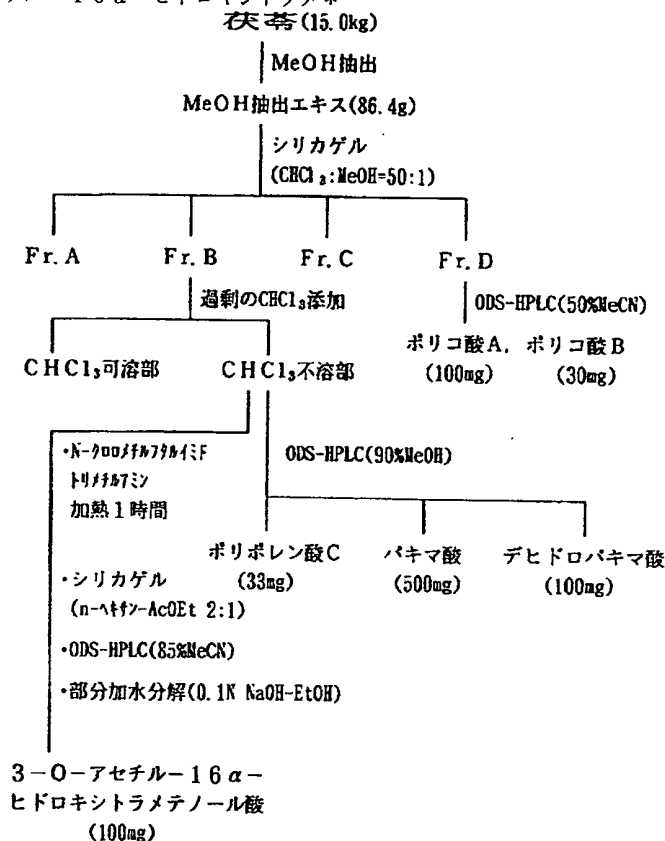 茯苓(15.0kg)
MeOH抽出
MeOH抽出エキス(86.4g)
シリカゲル
(CHCl₃:MeOH=50:1)
Fr.A Fr.B Fr.C Fr.D
過剰のCHCl₃添加
ODS-HPLC(50%MeCN)
CHCl₃可溶部 CHCl₃不溶部
ポリコ酸A, ポリコ酸B
(100mg) (30mg)
・N-クロロメチルフタルイミド
トリメチルアミン
加熱1時間
ODS-HPLC(90%MeOH)
ポリポレン酸C パキマ酸 デヒドロパキマ酸
(33mg) (500mg) (100mg)
・シリカゲル
(n-ヘキサン-AcOEt 2:1)
・ODS-HPLC(85%MeCN)
・部分加水分解(0.1N NaOH-EtOH)
3-O-アセチル-16α-
ヒドロキシトラメテノール酸
(100mg)